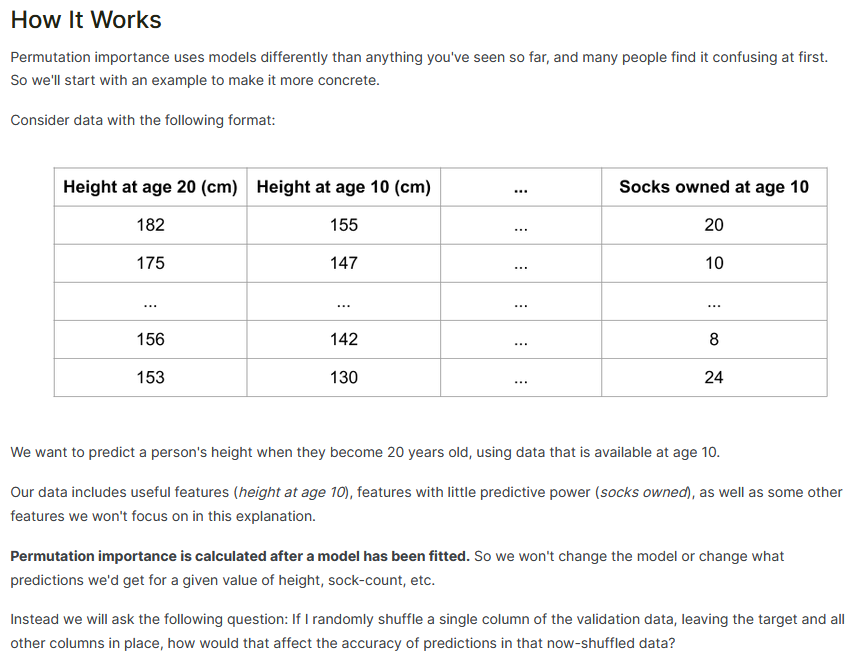 How It Works
Permutation importance uses models differently than anything you've seen so far, and many people find it confusing at first.
So we'll start with an example to make it more concrete.
Consider data with the following format:
Height at age 20 (cm) Height at age 10 (cm) ... Socks owned at age 10
182 155 ... 20
175 147 ... 10
... ... ... ...
156 142 ... 8
153 130 ... 24
We want to predict a person's height when they become 20 years old, using data that is available at age 10.
Our data includes useful features (height at age 10), features with little predictive power (socks owned), as well as some other
features we won't focus on in this explanation.
Permutation importance is calculated after a model has been fitted. So we won't change the model or change what
predictions we'd get for a given value of height, sock-count, etc.
Instead we will ask the following question: If I randomly shuffle a single column of the validation data, leaving the target and all
other columns in place, how would that affect the accuracy of predictions in that now-shuffled data?